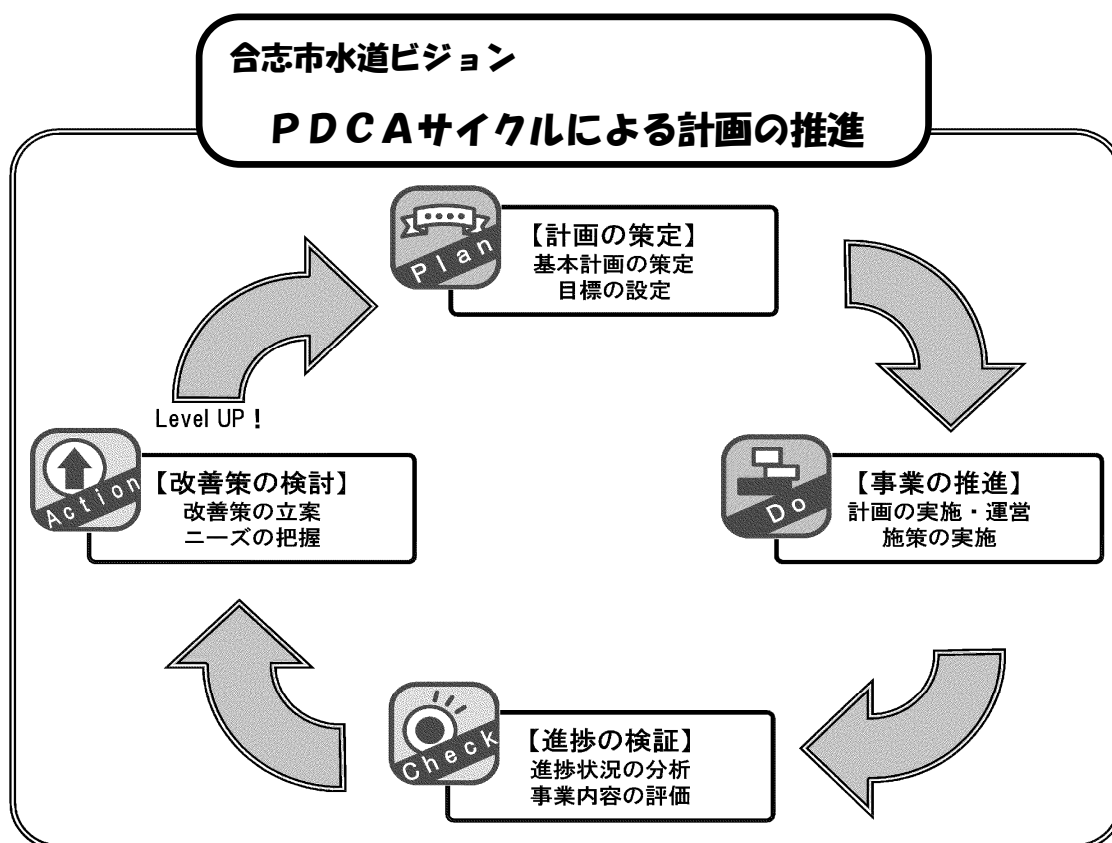 合志市水道ビジョン
ＰＤＣＡサイクルによる計画の推進
Plan
【計画の策定】
基本計画の策定
目標の設定
Do
【事業の推進】
計画の実施・運営
施策の実施
Check
【進捗の検証】
進捗状況の分析
事業内容の評価
Level UP！
Action
【改善策の検討】
改善策の立案
ニーズの把握